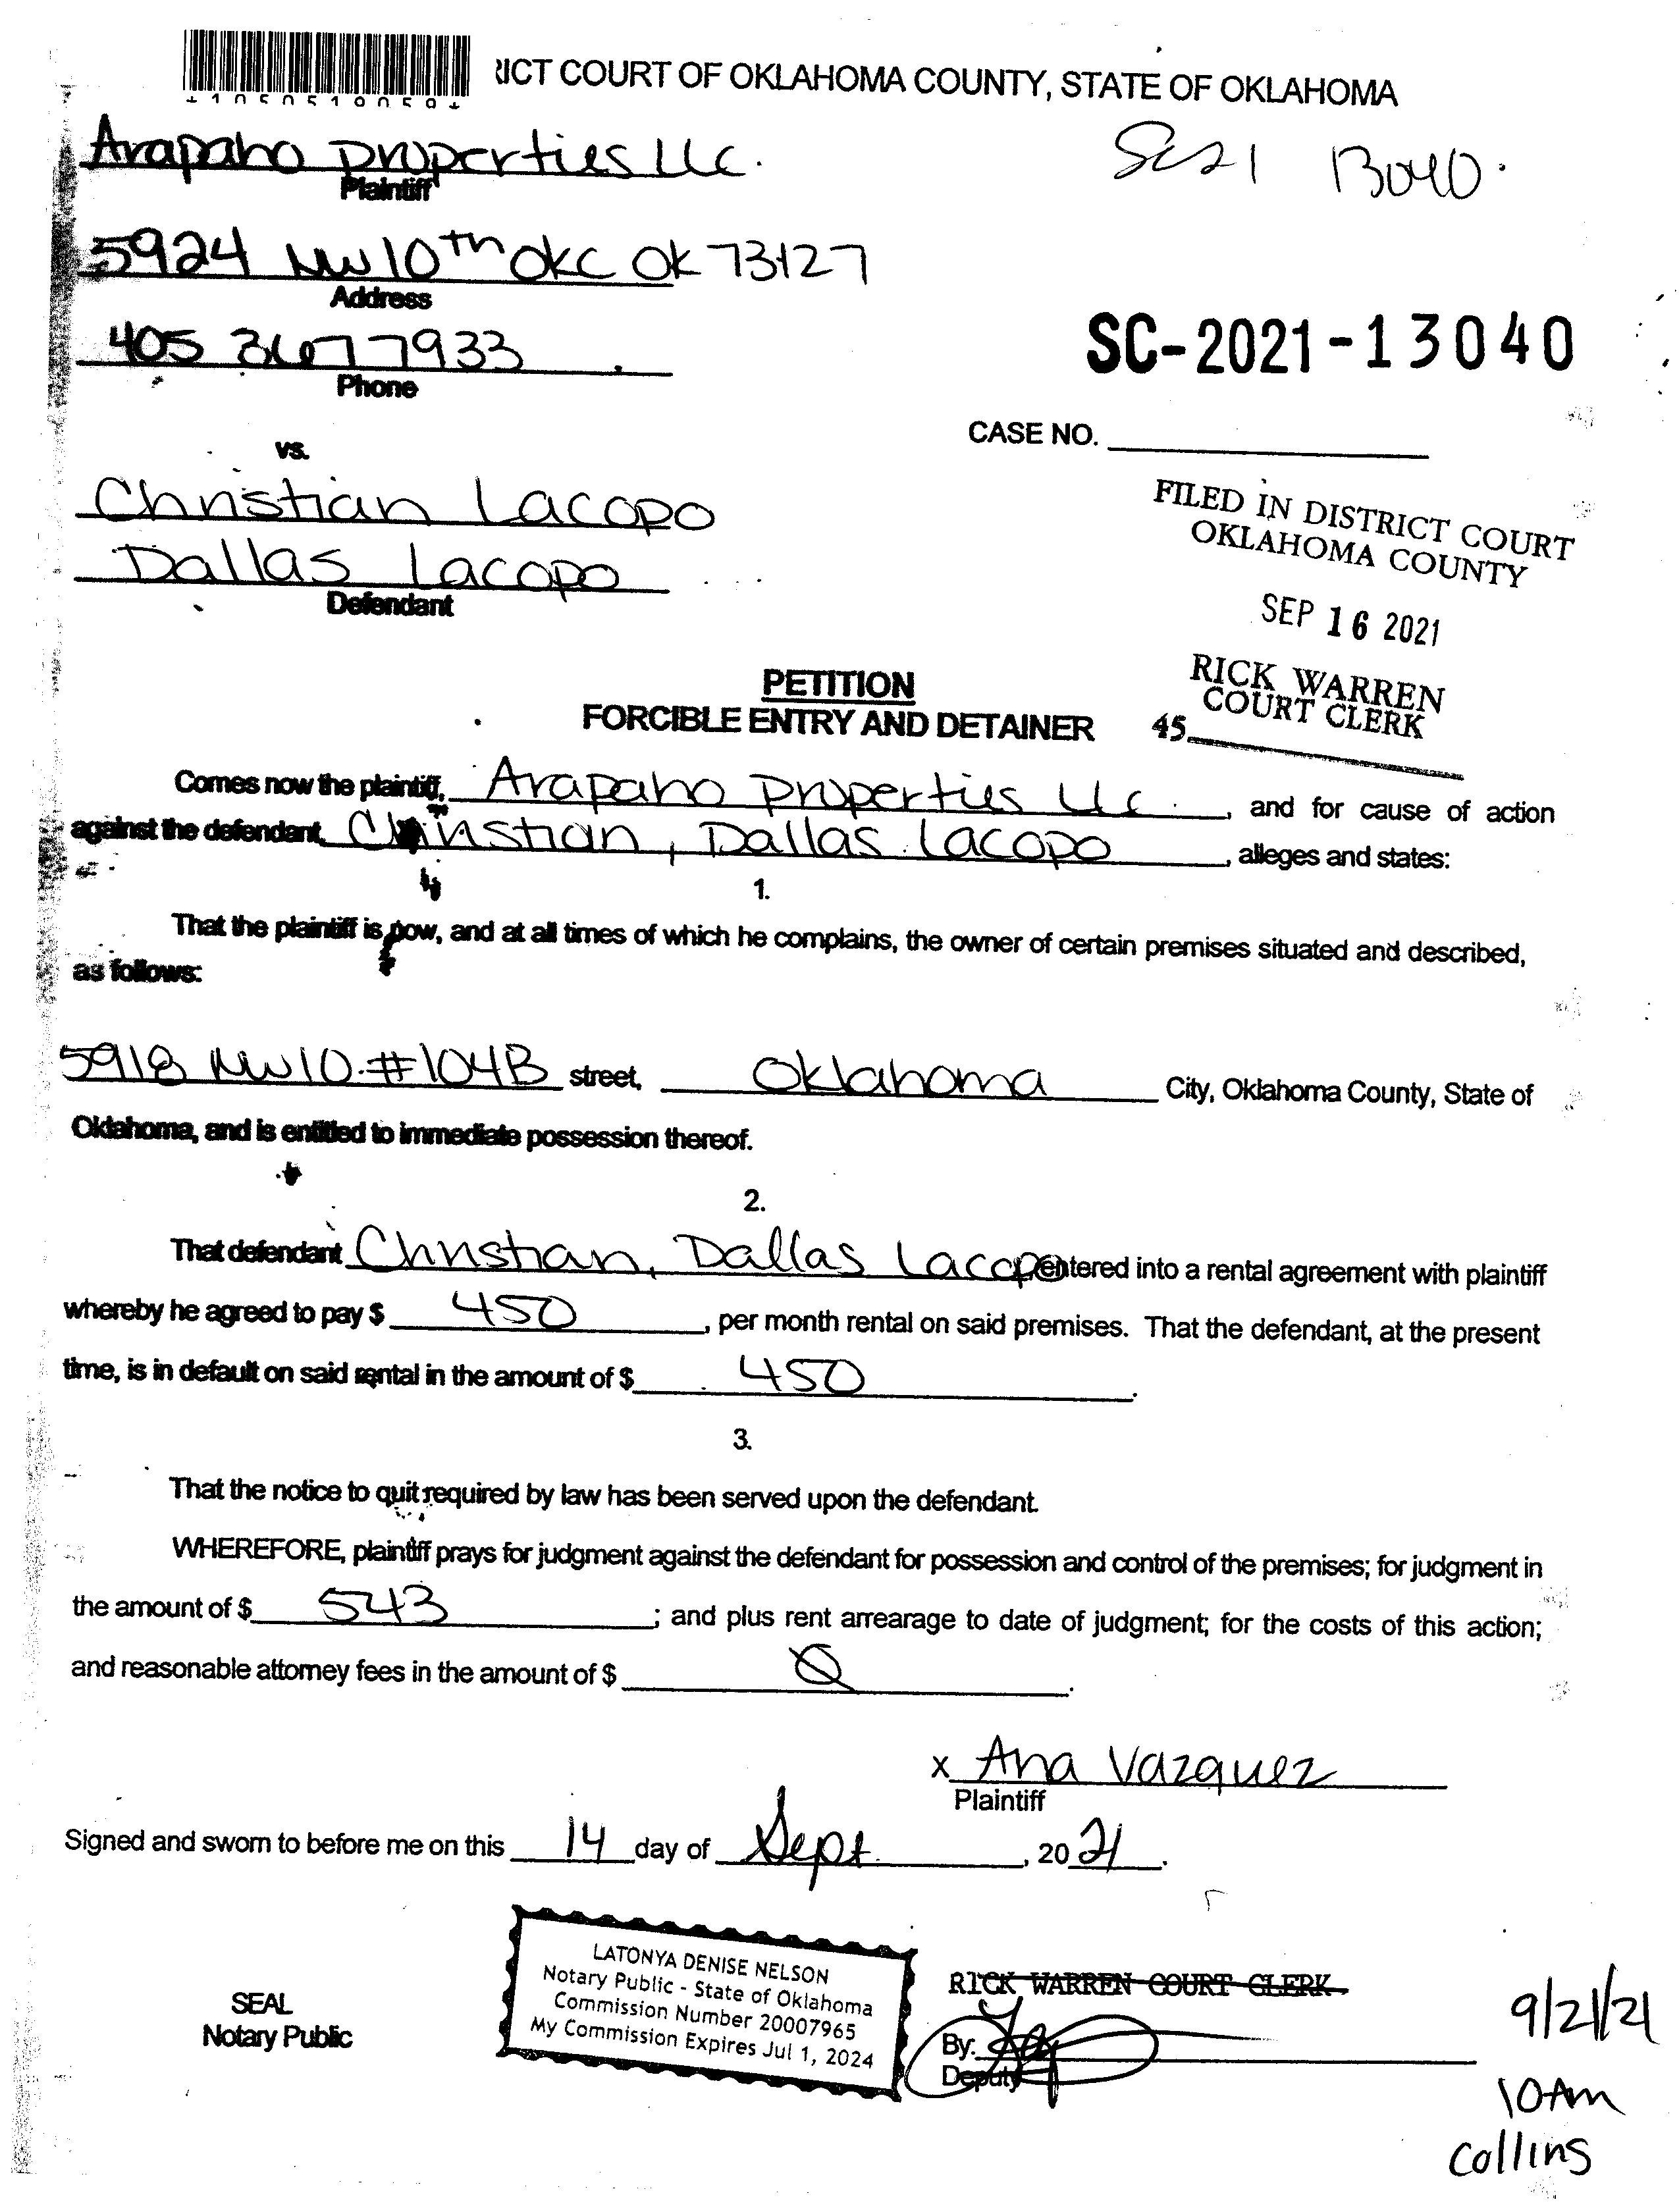 RICT COURT OF OKLAHOMA COUNTY, STATE OF OKLAHOMA
Arapaho Properties LLC.
Plaintiff
SC21 13040.
5924 NW 10th OKC OK 73127
Address
405 367 7933
Phone
SC-2021-13040
CASE NO.
vs.
Christian Lacopo
Dallas Lacopo
Defendant
FILED IN DISTRICT COURT
OKLAHOMA COUNTY
SEP 16 2021
RICK WARREN
COURT CLERK
45
PETITION
FORCIBLE ENTRY AND DETAINER
Comes now the plaintiff, Arapaho Properties LLC. , and for cause of action
against the defendant, Christian, Dallas Lacopo , alleges and states:
1.
That the plaintiff is now, and at all times of which he complains, the owner of certain premises situated and described,
as follows:
5918 NW 10 #104B street, Oklahoma City, Oklahoma County, State of
Oklahoma, and is entitled to immediate possession thereof.
2.
That defendant Christian, Dallas Lacopo entered into a rental agreement with plaintiff
whereby he agreed to pay $ 450 , per month rental on said premises. That the defendant, at the present
time, is in default on said rental in the amount of $ 450 .
3.
That the notice to quit required by law has been served upon the defendant.
WHEREFORE, plaintiff prays for judgment against the defendant for possession and control of the premises; for judgment in
the amount of $ 543 ; and plus rent arrearage to date of judgment; for the costs of this action;
and reasonable attorney fees in the amount of $ 0 .
x Ana Vazquez
Plaintiff
Signed and sworn to before me on this 14 day of Sept. , 2021.
LATONYA DENISE NELSON
Notary Public - State of Oklahoma
Commission Number 20007965
My Commission Expires Jul 1, 2024
SEAL
Notary Public
RICK WARREN COURT CLERK
By:
Deputy
9/21/21
10Am
Collins